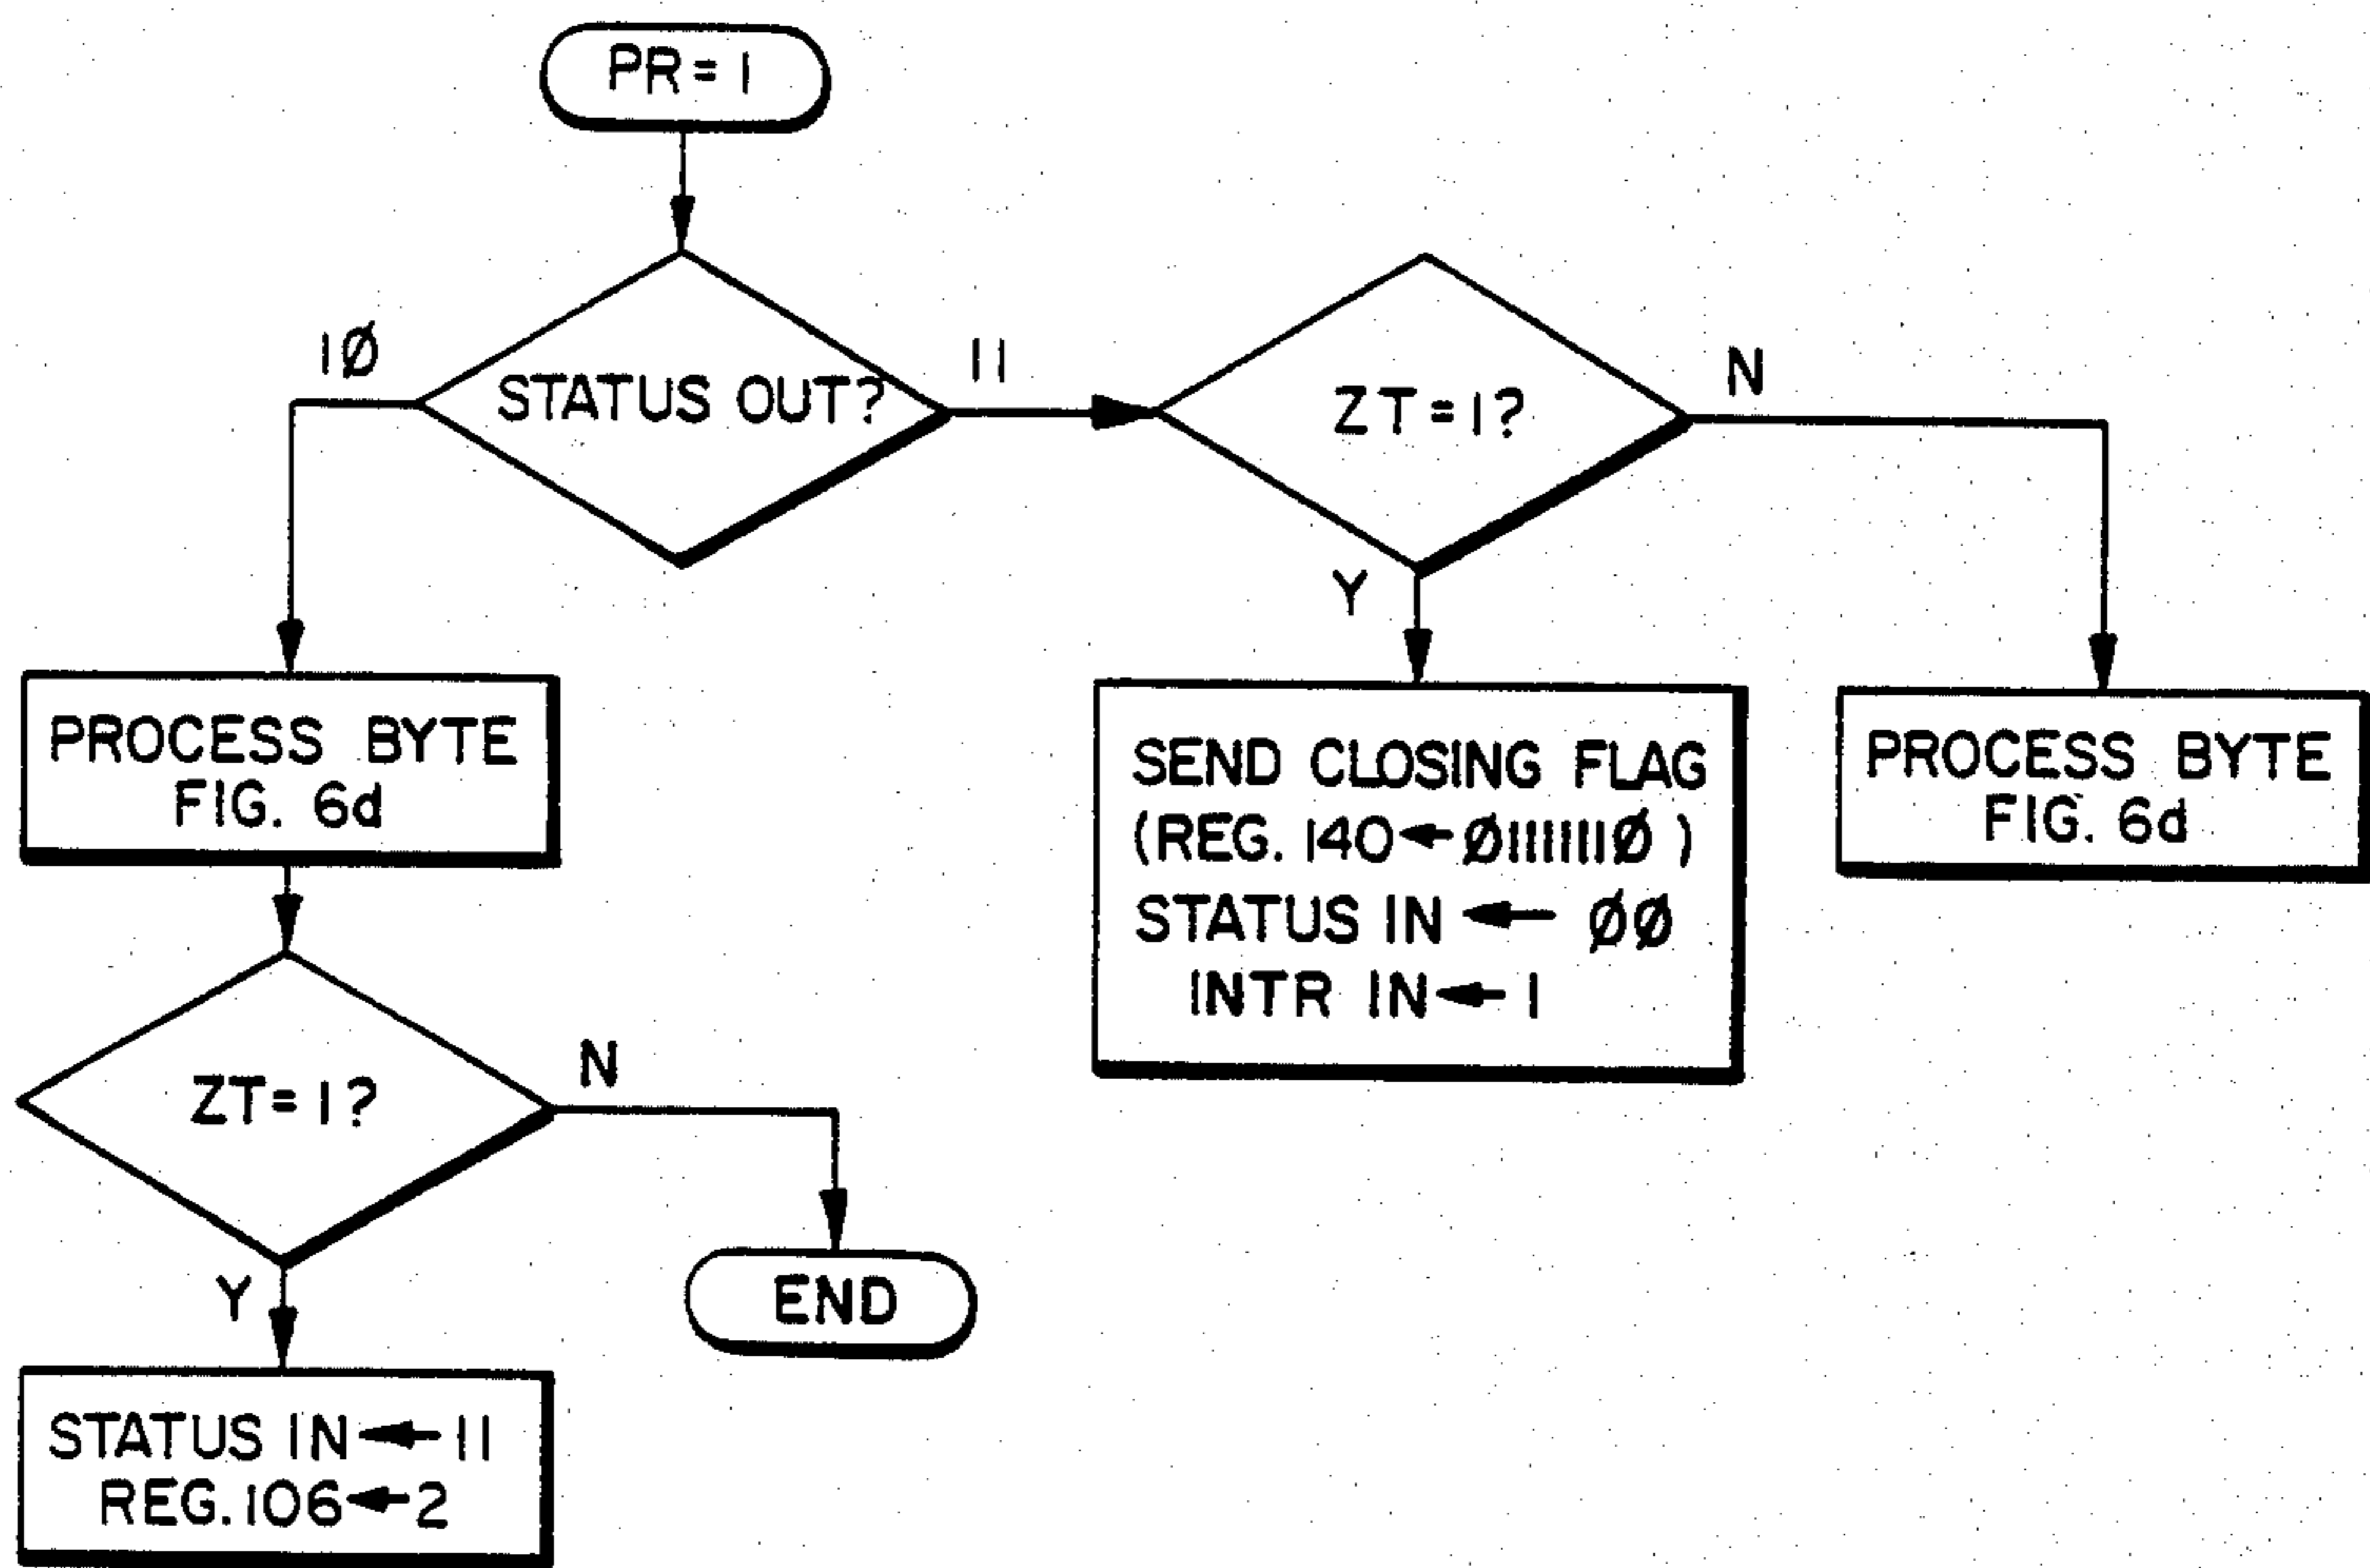 PR=1
STATUS OUT?
1Ø
11
ZT=1?
N
Y
PROCESS BYTE
FIG. 6d
SEND CLOSING FLAG
(REG. 140←Ø111111Ø)
STATUS IN ← ØØ
INTR IN←1
PROCESS BYTE
FIG. 6d
ZT=1?
N
Y
END
STATUS IN←11
REG.106←2